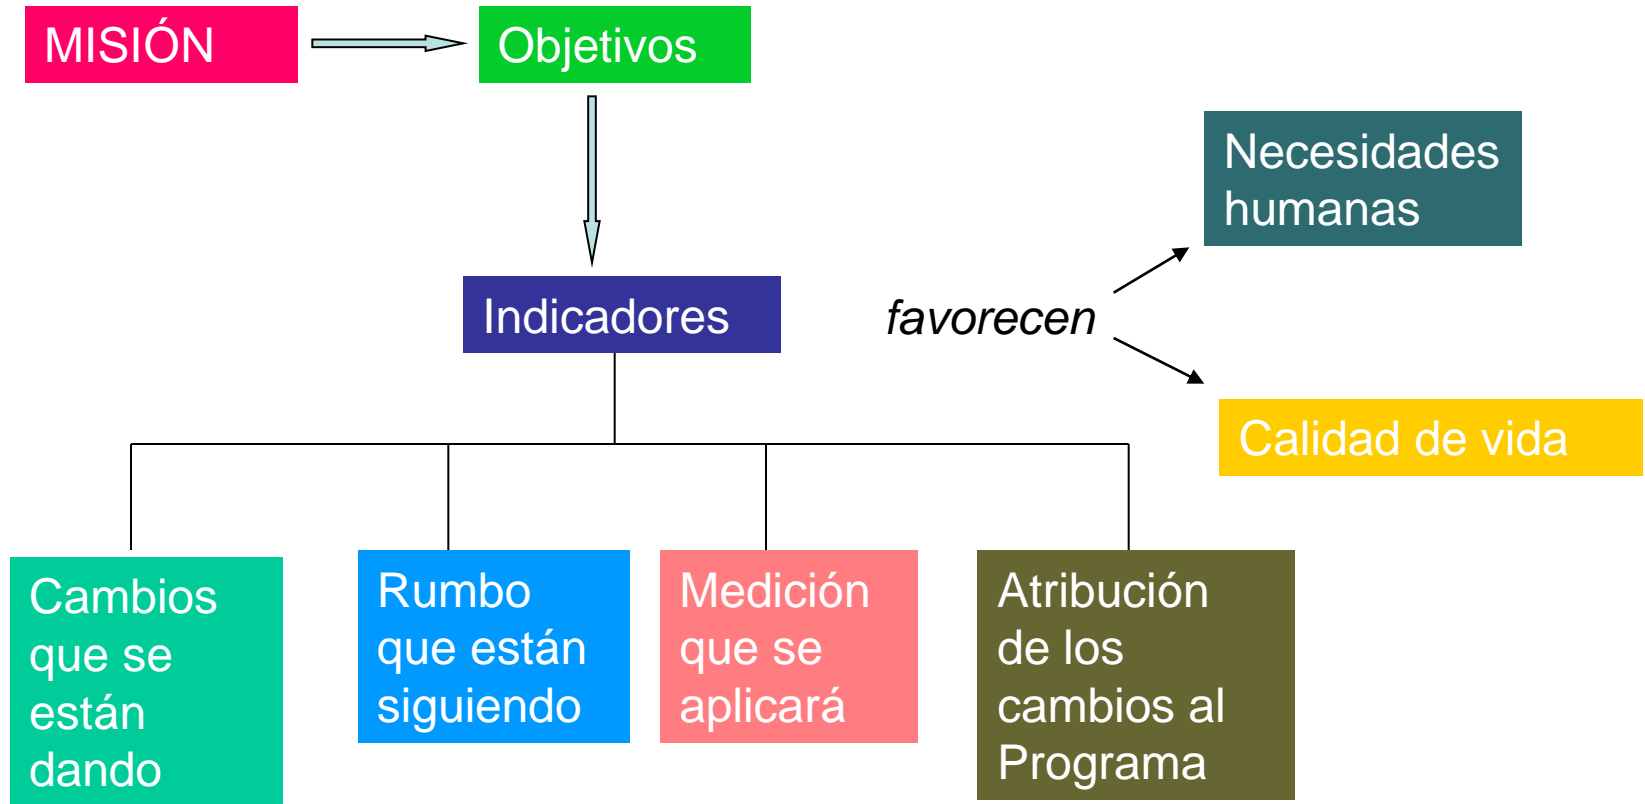 MISIÓN
Objetivos
Necesidades
humanas
Indicadores
favorecen
Calidad de vida
Cambios
que se
están
dando
Rumbo
que están
siguiendo
Medición
que se
aplicará
Atribución
de los
cambios al
Programa